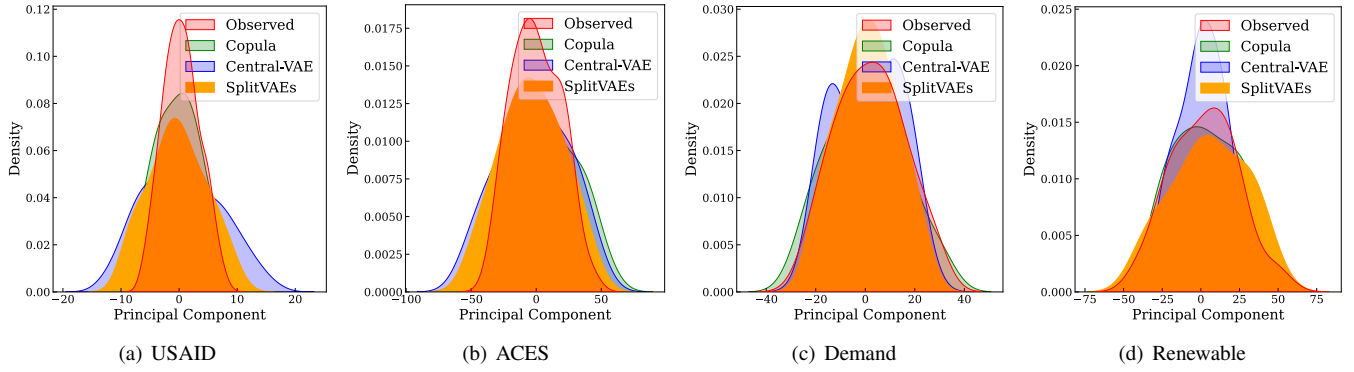 0.12
0.10
0.08
0.06
0.04
0.02
0.00
Density
−20 −10 0 10 20
Principal Component
Observed
Copula
Central-VAE
SplitVAEs
(a) USAID
0.0175
0.0150
0.0125
0.0100
0.0075
0.0050
0.0025
0.0000
Density
−100 −50 0 50
Principal Component
Observed
Copula
Central-VAE
SplitVAEs
(b) ACES
0.030
0.025
0.020
0.015
0.010
0.005
0.000
Density
−40 −20 0 20 40
Principal Component
Observed
Copula
Central-VAE
SplitVAEs
(c) Demand
0.025
0.020
0.015
0.010
0.005
0.000
Density
−75 −50 −25 0 25 50 75
Principal Component
Observed
Copula
Central-VAE
SplitVAEs
(d) Renewable